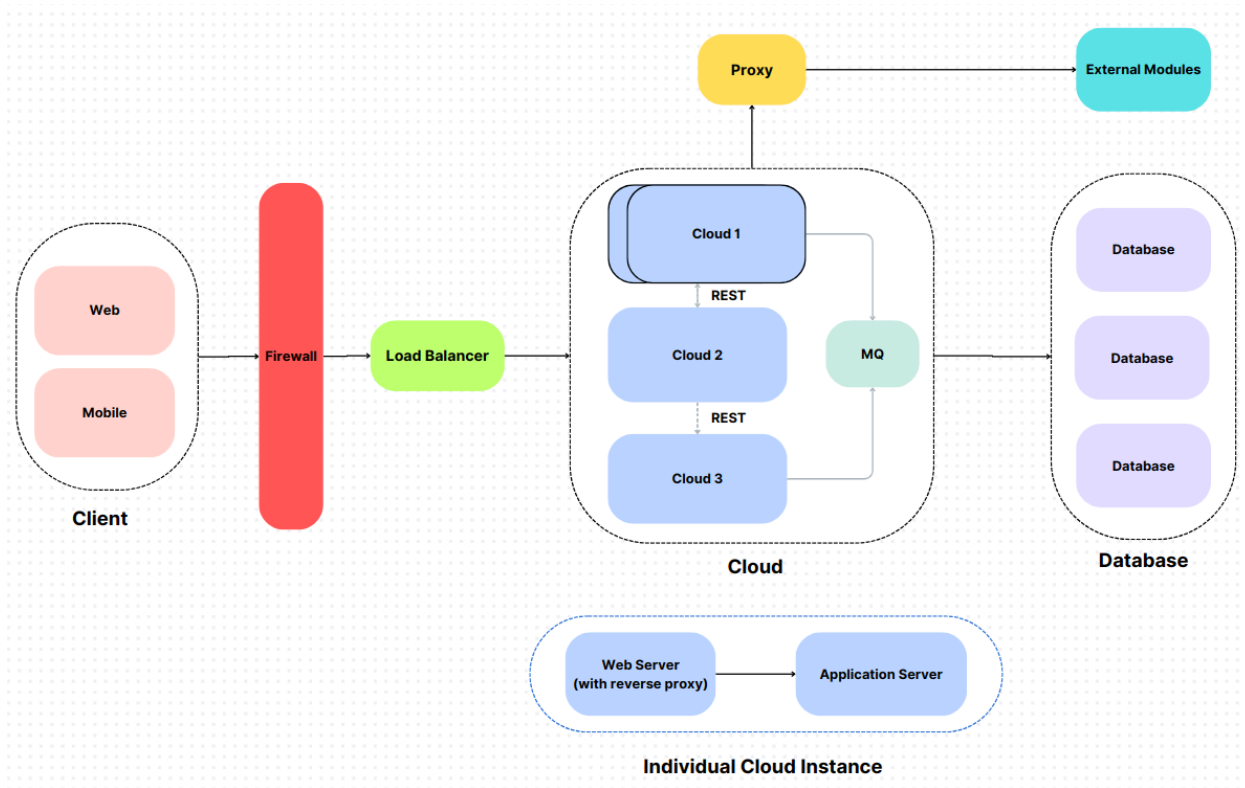 Proxy
External Modules
Cloud 1
Database
REST
Web
Firewall
Load Balancer
Cloud 2
MQ
Database
Mobile
REST
Cloud 3
Database
Client
Cloud
Database
Web Server
(with reverse proxy)
Application Server
Individual Cloud Instance